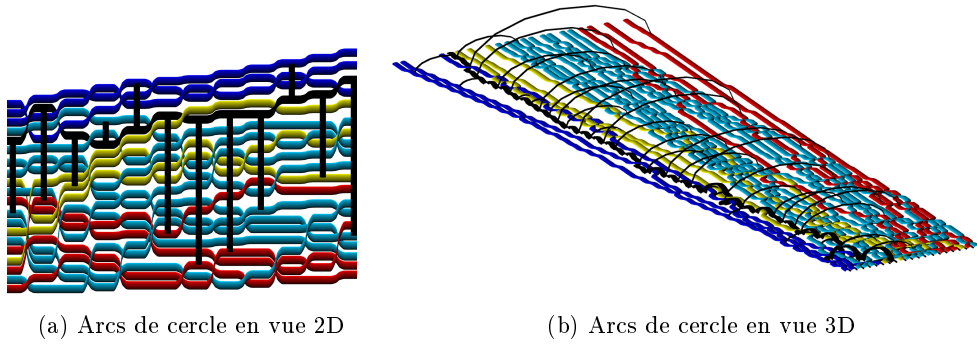 (a) Arcs de cercle en vue 2D
(b) Arcs de cercle en vue 3D